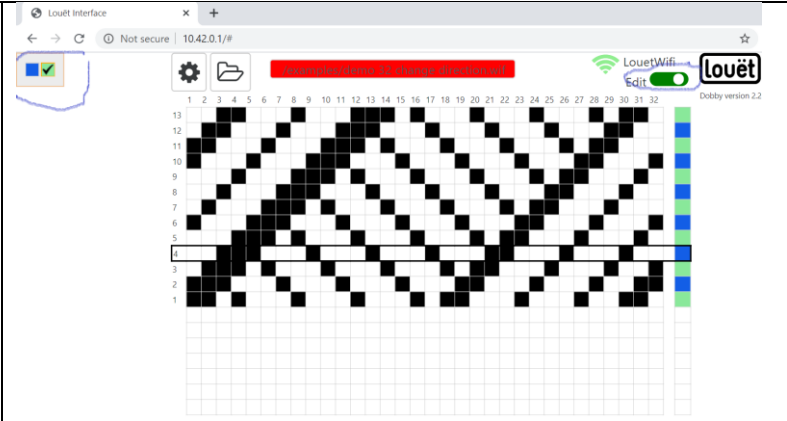 Louët Interface
Not secure | 10.42.0.1/#
LouetWifi
Edit
louët
Dobby version 2.2
1 2 3 4 5 6 7 8 9 10 11 12 13 14 15 16 17 18 19 20 21 22 23 24 25 26 27 28 29 30 31 32
13
12
11
10
9
8
7
6
5
4
3
2
1